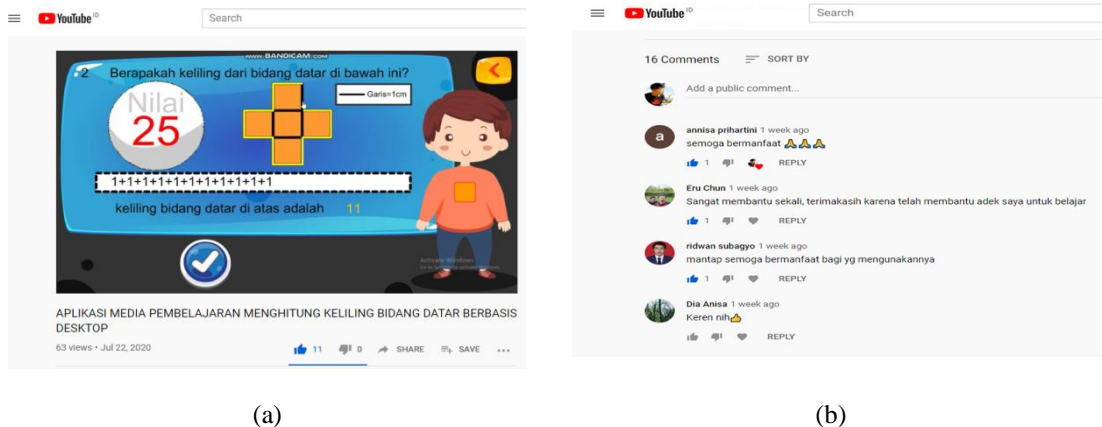 YouTube ID
Search
www.BANDICAM.com
2 Berapakah keliling dari bidang datar di bawah ini?
Nilai
25
Garis=1cm
1+1+1+1+1+1+1+1+1+1+1
keliling bidang datar di atas adalah 11
Activate Windows
APLIKASI MEDIA PEMBELAJARAN MENGHITUNG KELILING BIDANG DATAR BERBASIS
DESKTOP
63 views • Jul 22, 2020
11 0 SHARE SAVE
(a)
YouTube ID
Search
16 Comments SORT BY
Add a public comment...
a
annisa prihartini 1 week ago
semoga bermanfaat
1 REPLY
Eru Chun 1 week ago
Sangat membantu sekali, terimakasih karena telah membantu adek saya untuk belajar
1 REPLY
ridwan subagyo 1 week ago
mantap semoga bermanfaat bagi yg mengunakannya
1 REPLY
Dia Anisa 1 week ago
Keren nih
REPLY
(b)